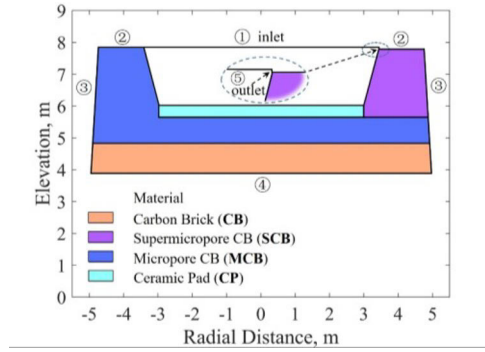 9
8
7
6
5
4
3
2
1
0
Elevation, m
② ① inlet ②
③ ⑤ outlet ③
④
Material
Carbon Brick (CB)
Supermicropore CB (SCB)
Micropore CB (MCB)
Ceramic Pad (CP)
-5 -4 -3 -2 -1 0 1 2 3 4 5
Radial Distance, m